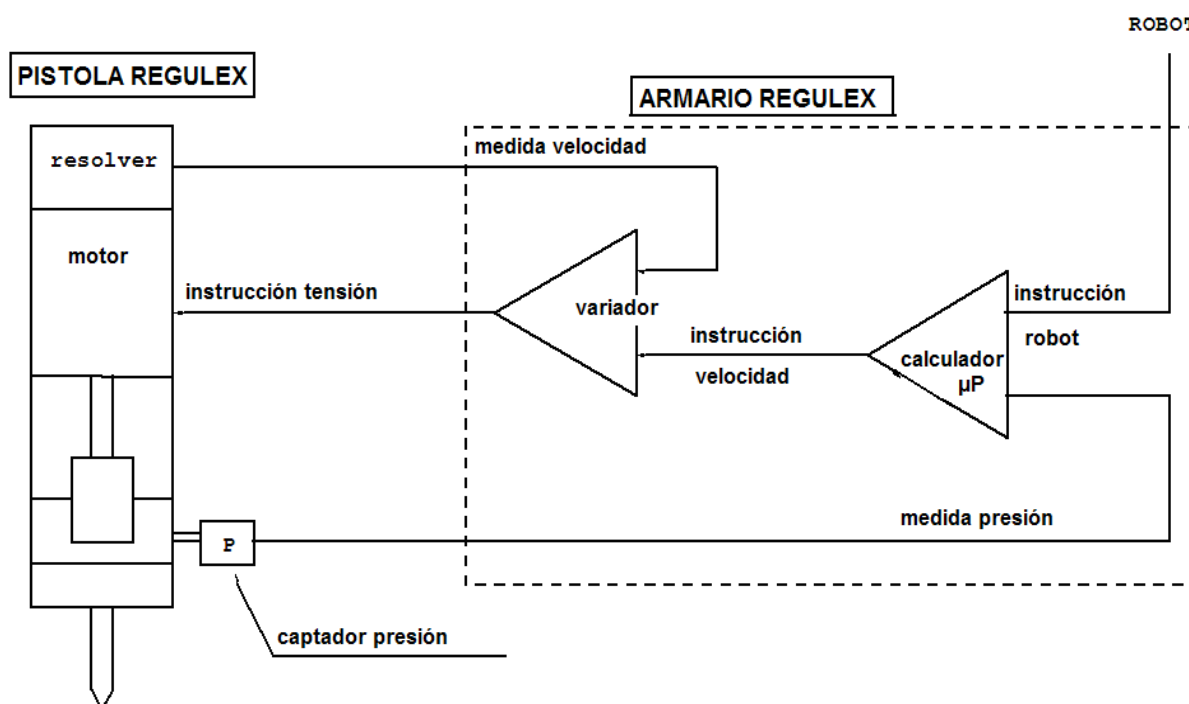 ROBOT
PISTOLA REGULEX
ARMARIO REGULEX
resolver
medida velocidad
motor
instrucción tensión
variador
instrucción
velocidad
instrucción
robot
calculador
µP
medida presión
P
captador presión